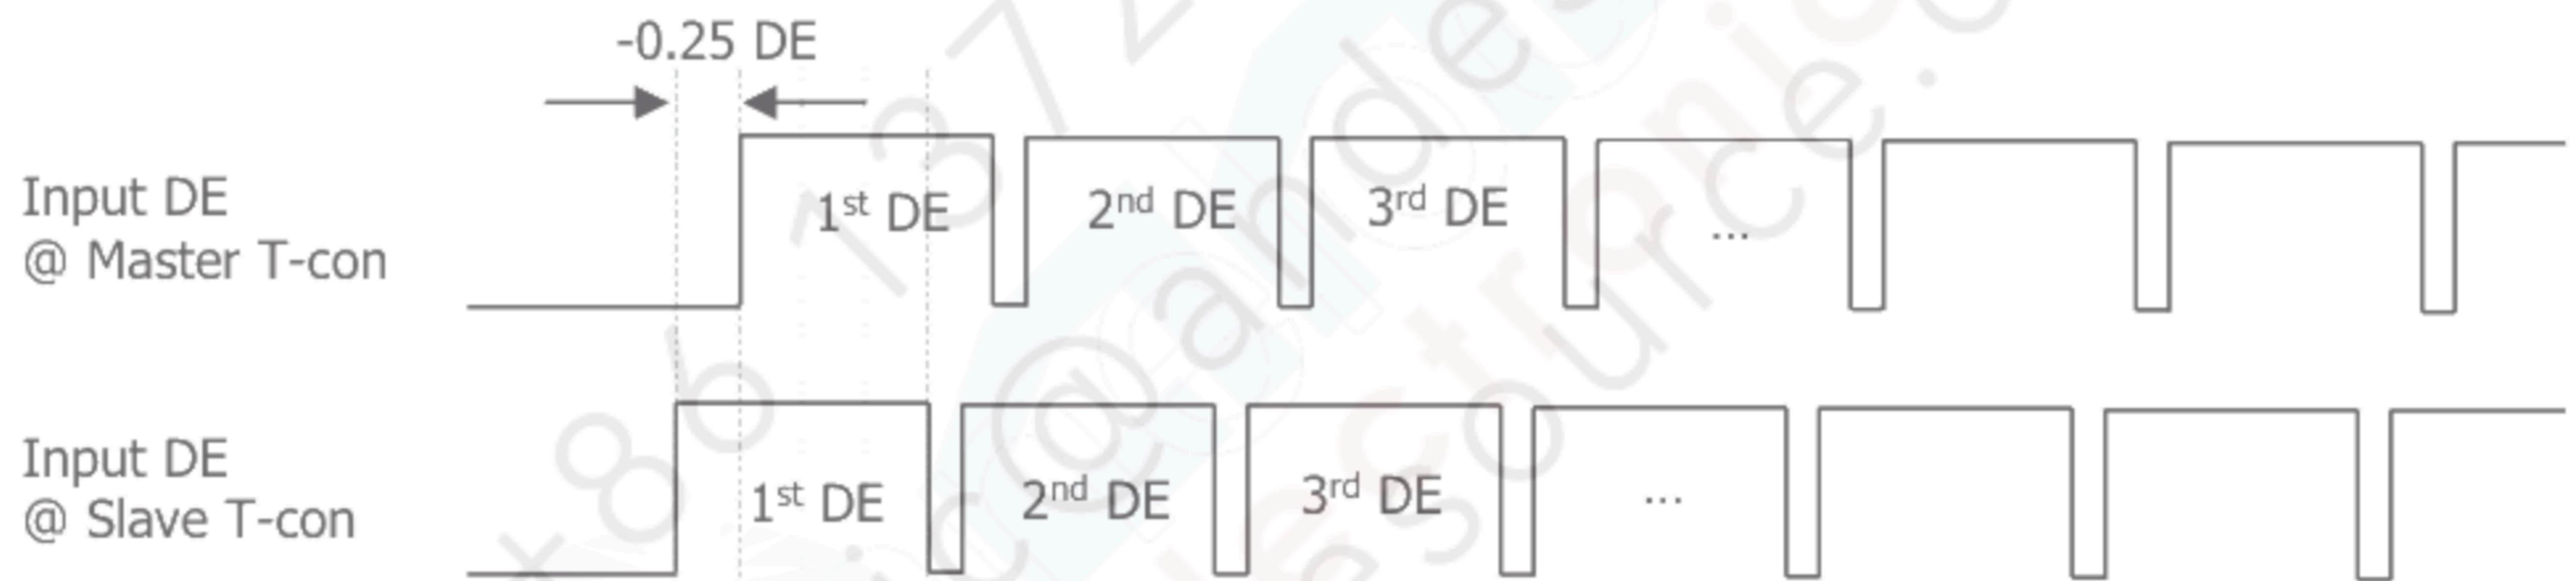 -0.25 DE
Input DE
@ Master T-con
1st DE
2nd DE
3rd DE
...
Input DE
@ Slave T-con
1st DE
2nd DE
3rd DE
...